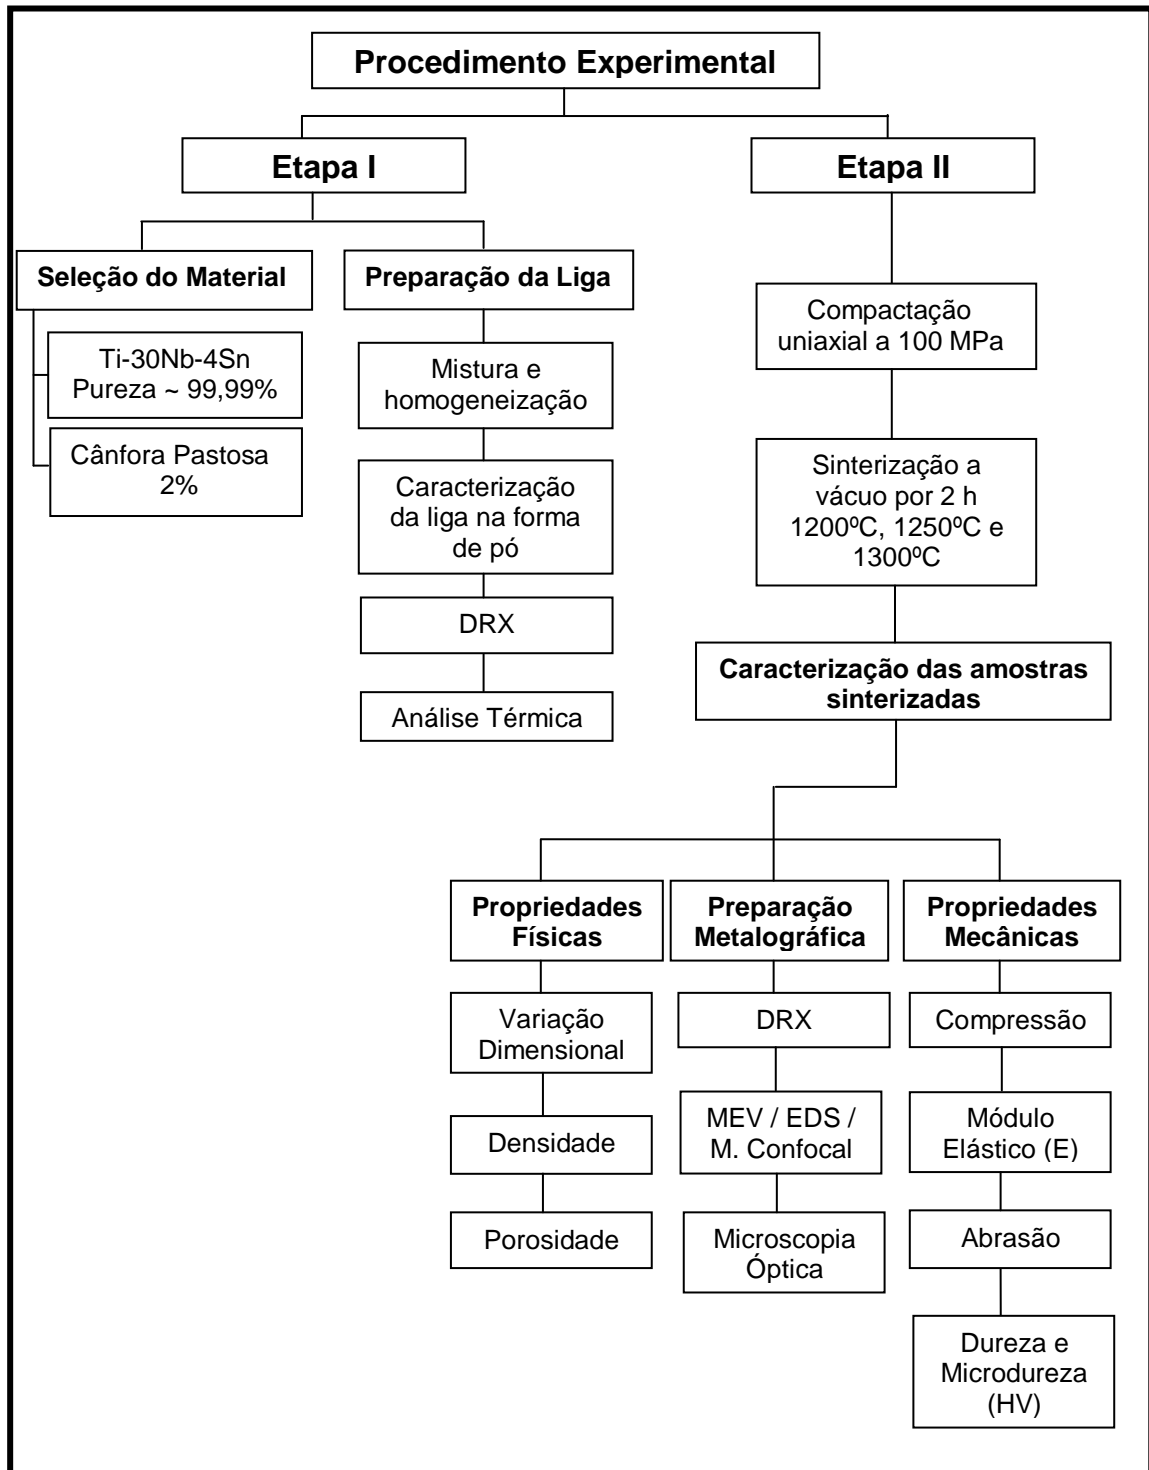 Procedimento Experimental
Etapa I
Etapa II
Seleção do Material
Ti-30Nb-4Sn
Pureza ~ 99,99%
Cânfora Pastosa
2%
Preparação da Liga
Mistura e
homogeneização
Caracterização
da liga na forma
de pó
DRX
Análise Térmica
Compactação
uniaxial a 100 MPa
Sinterização a
vácuo por 2 h
1200ºC, 1250ºC e
1300ºC
Caracterização das amostras
sinterizadas
Propriedades
Físicas
Variação
Dimensional
Densidade
Porosidade
Preparação
Metalográfica
DRX
MEV / EDS /
M. Confocal
Microscopia
Óptica
Propriedades
Mecânicas
Compressão
Módulo
Elástico (E)
Abrasão
Dureza e
Microdureza
(HV)